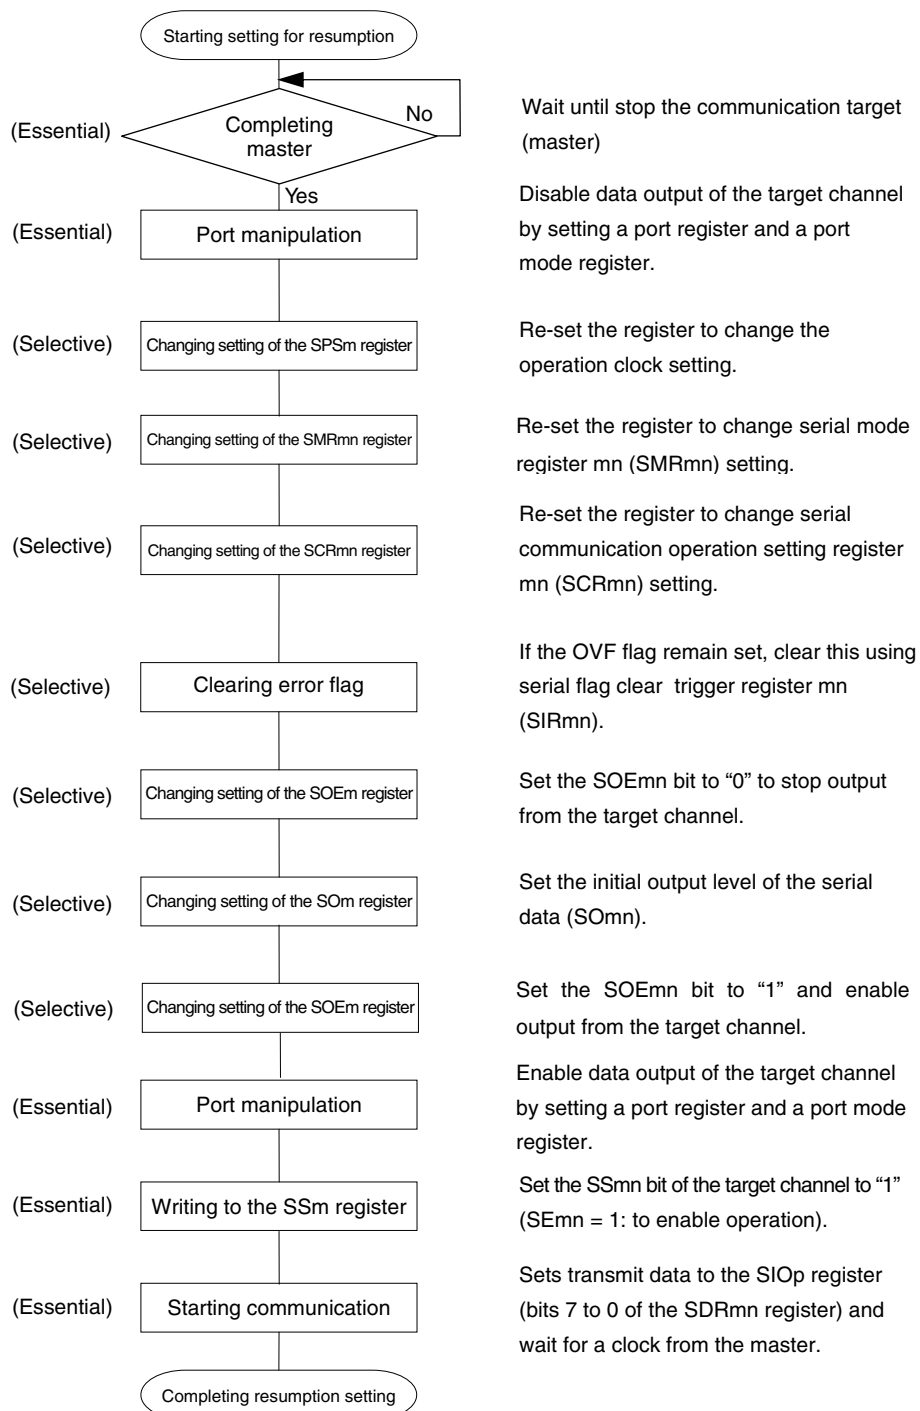 Starting setting for resumption
No
(Essential)
Completing
master
Wait until stop the communication target
(master)
Yes
(Essential)
Port manipulation
Disable data output of the target channel
by setting a port register and a port
mode register.
(Selective)
Changing setting of the SPSm register
Re-set the register to change the
operation clock setting.
(Selective)
Changing setting of the SMRmn register
Re-set the register to change serial mode
register mn (SMRmn) setting.
(Selective)
Changing setting of the SCRmn register
Re-set the register to change serial
communication operation setting register
mn (SCRmn) setting.
(Selective)
Clearing error flag
If the OVF flag remain set, clear this using
serial flag clear trigger register mn
(SIRmn).
(Selective)
Changing setting of the SOEm register
Set the SOEmn bit to “0” to stop output
from the target channel.
(Selective)
Changing setting of the SOm register
Set the initial output level of the serial
data (SOmn).
(Selective)
Changing setting of the SOEm register
Set the SOEmn bit to “1” and enable
output from the target channel.
(Essential)
Port manipulation
Enable data output of the target channel
by setting a port register and a port mode
register.
(Essential)
Writing to the SSm register
Set the SSmn bit of the target channel to “1”
(SEmn = 1: to enable operation).
(Essential)
Starting communication
Sets transmit data to the SIOp register
(bits 7 to 0 of the SDRmn register) and
wait for a clock from the master.
Completing resumption setting